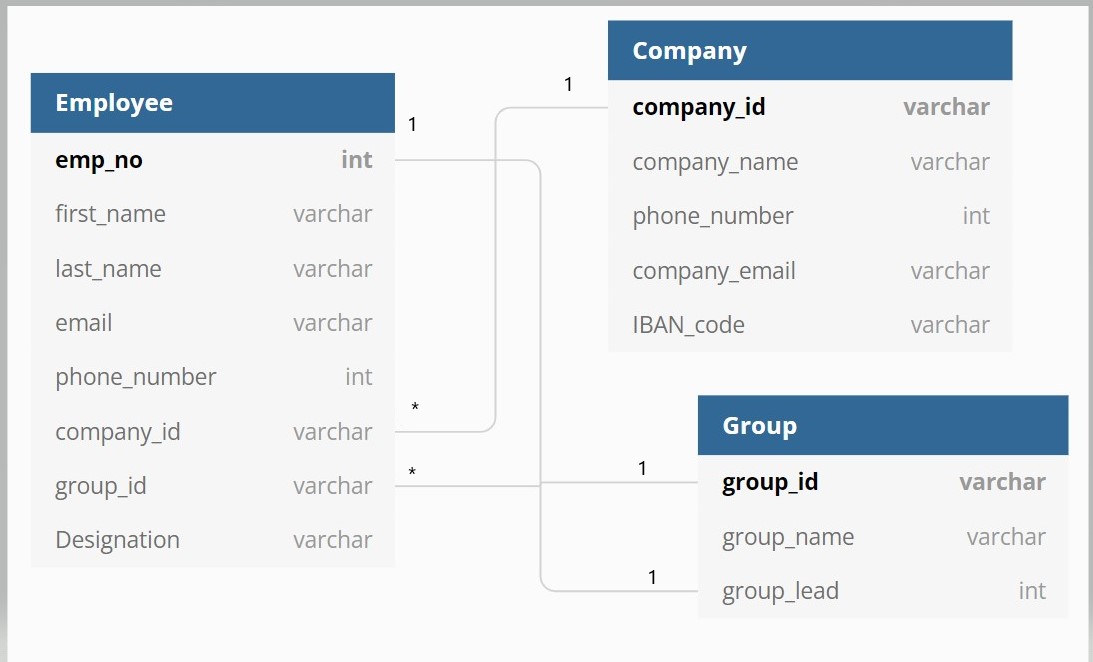 Employee
emp_no int
first_name varchar
last_name varchar
email varchar
phone_number int
company_id varchar
group_id varchar
Designation varchar
1
1
*
*
1
1
Company
company_id varchar
company_name varchar
phone_number int
company_email varchar
IBAN_code varchar
Group
group_id varchar
group_name varchar
group_lead int